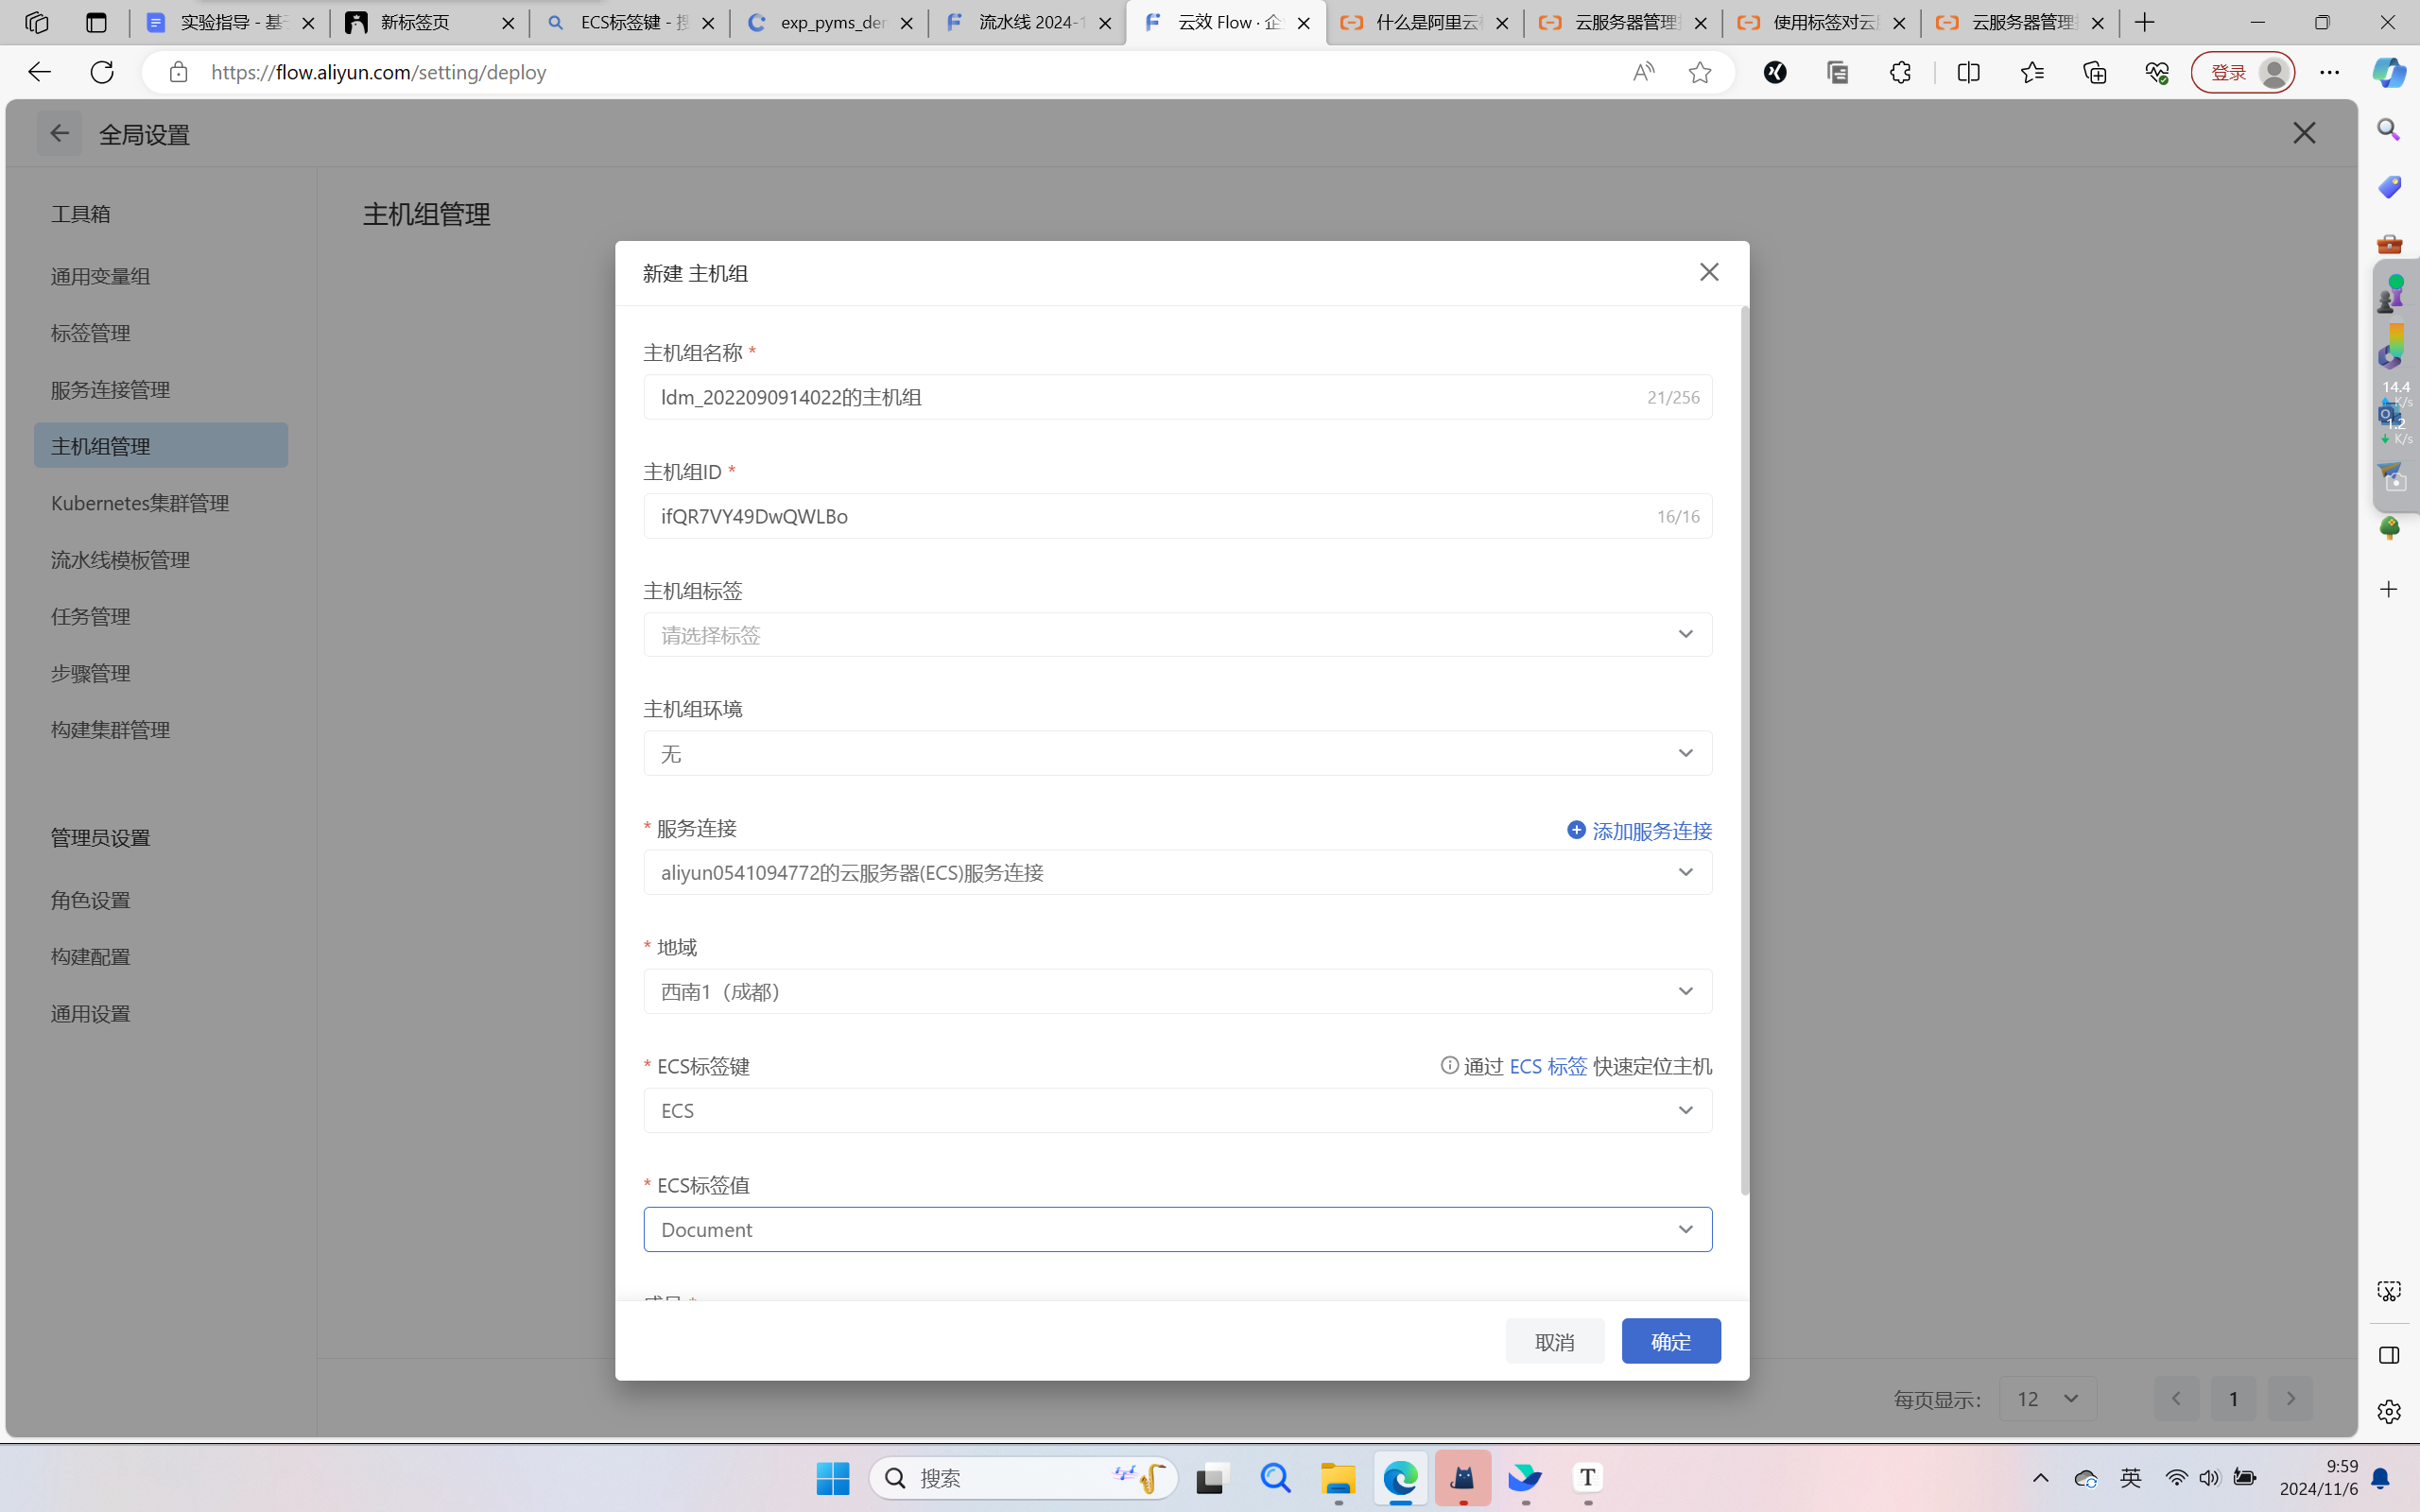 实验指导 - 基
新标签页
ECS标签键 - 搜
exp_pyms_der
流水线 2024-1
云效 Flow · 企
什么是阿里云
云服务器管理
使用标签对云
云服务器管理
https://flow.aliyun.com/setting/deploy
登录
全局设置
工具箱
通用变量组
标签管理
服务连接管理
主机组管理
Kubernetes集群管理
流水线模板管理
任务管理
步骤管理
构建集群管理
管理员设置
角色设置
构建配置
通用设置
主机组管理
新建 主机组
主机组名称 *
ldm_2022090914022的主机组
21/256
主机组ID *
ifQR7VY49DwQWLBo
16/16
主机组标签
请选择标签
主机组环境
无
* 服务连接
添加服务连接
aliyun0541094772的云服务器(ECS)服务连接
* 地域
西南1（成都）
* ECS标签键
通过 ECS 标签 快速定位主机
ECS
* ECS标签值
Document
取消
确定
每页显示：
12
1
14.4
K/s
1.2
K/s
搜索
英
9:59
2024/11/6